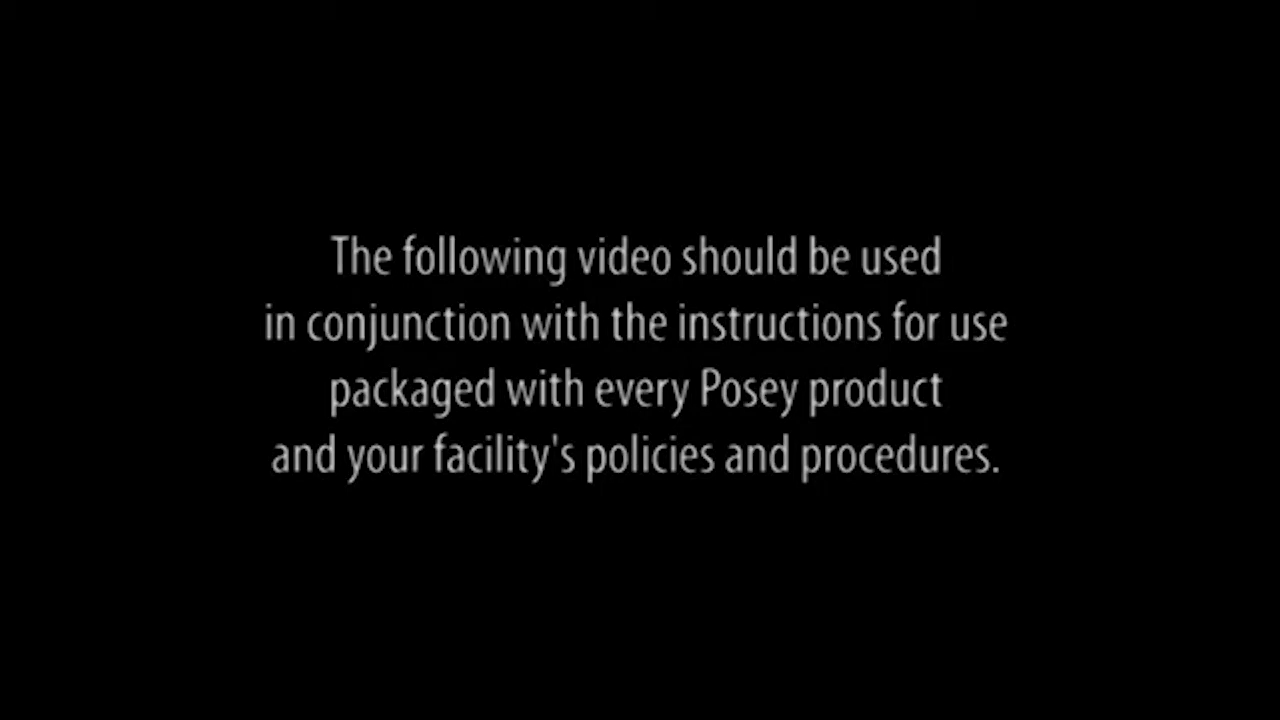 The following video should be used
in conjunction with the instructions for use
packaged with every Posey product
and your facility's policies and procedures.